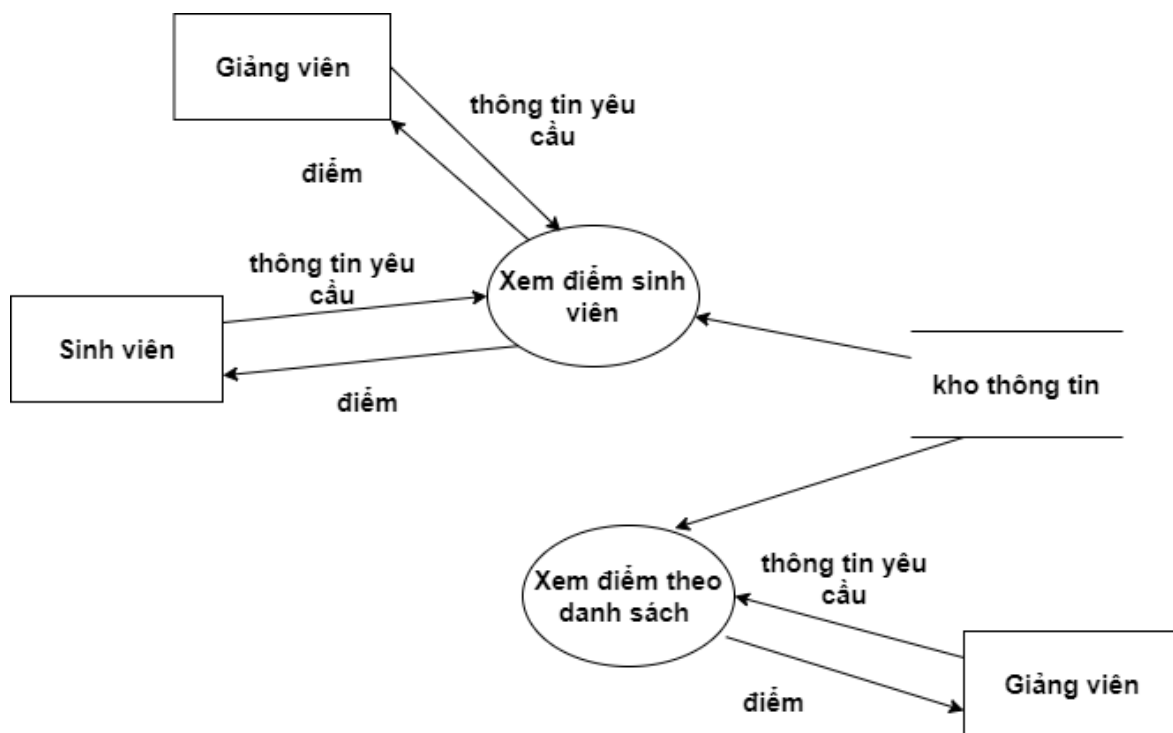 Giảng viên
thông tin yêu
cầu
điểm
thông tin yêu
cầu
Xem điểm sinh
viên
Sinh viên
điểm
kho thông tin
Xem điểm theo
danh sách
thông tin yêu
cầu
Giảng viên
điểm